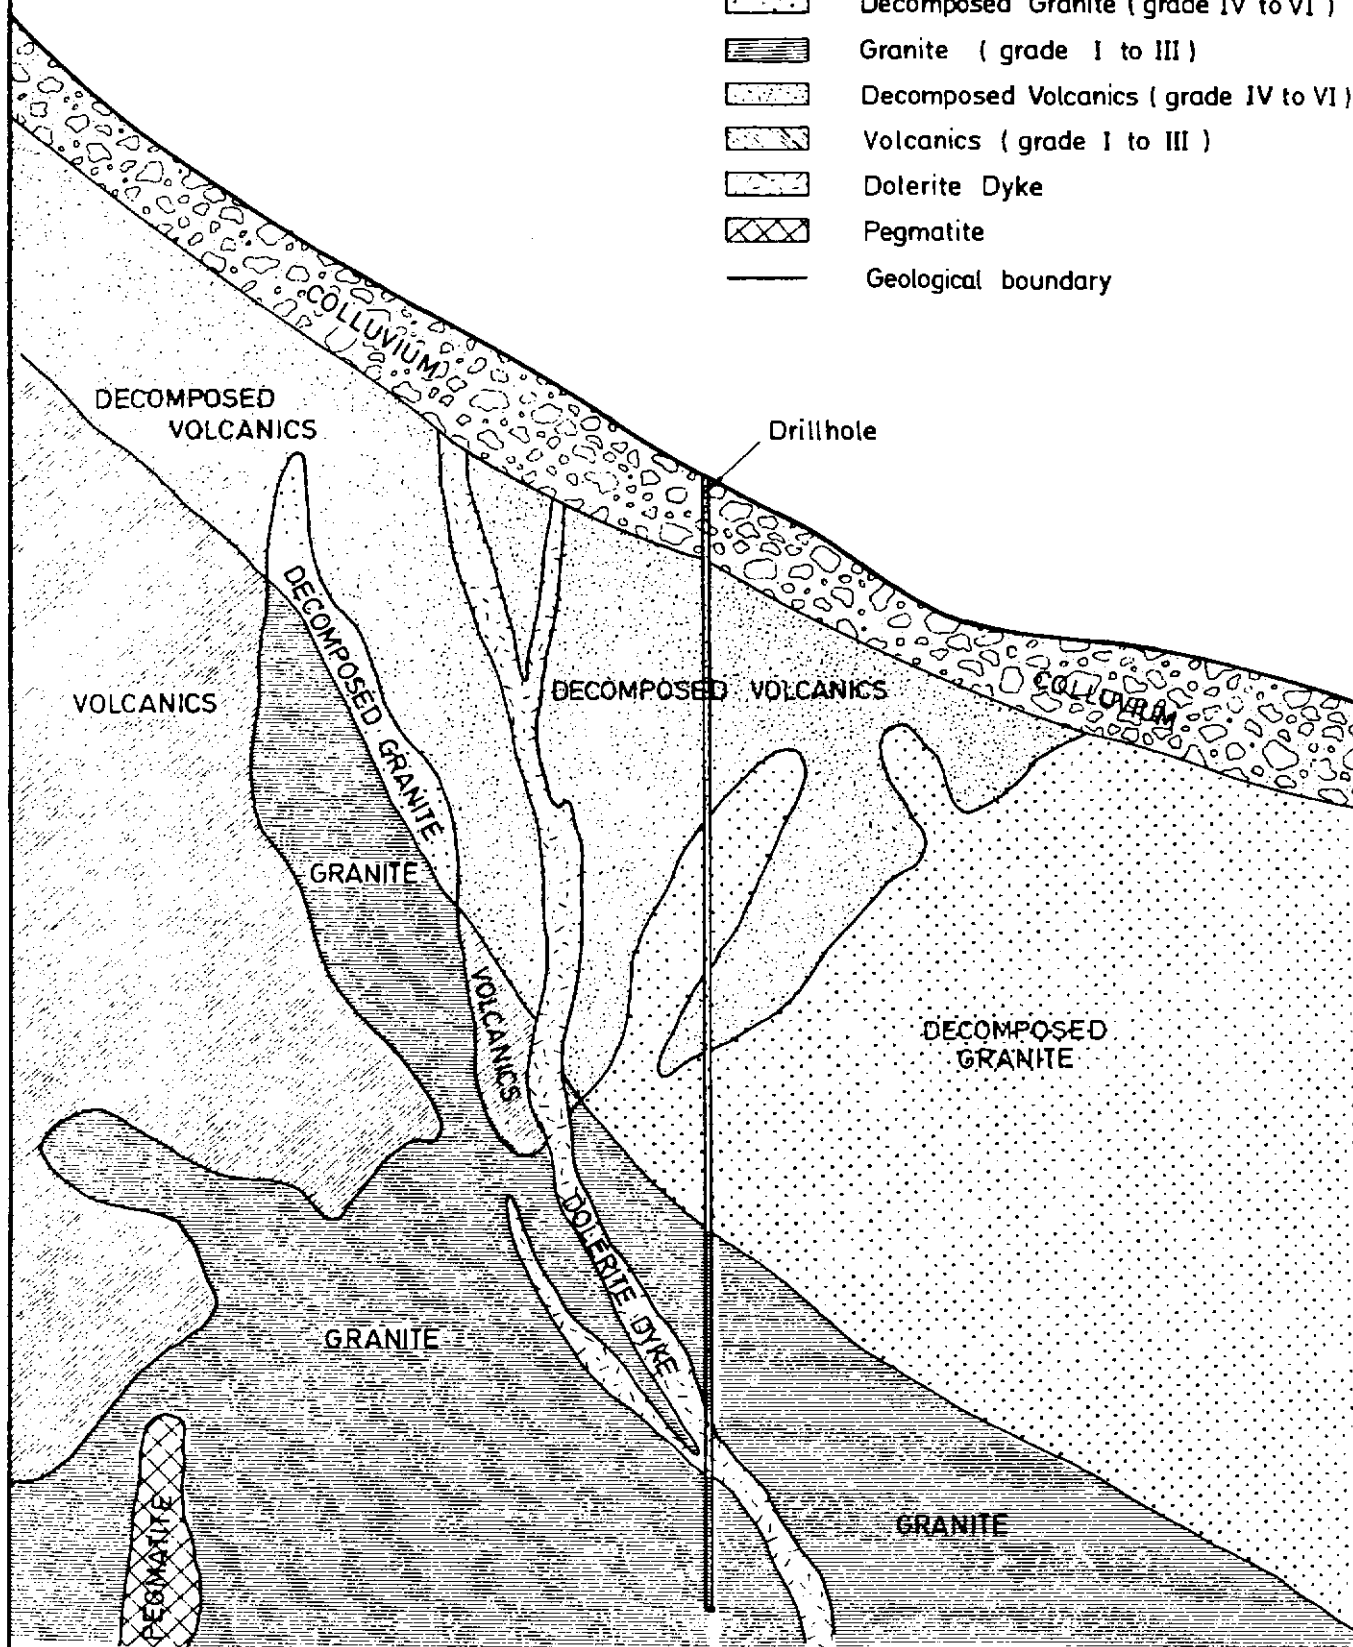 Decomposed Granite ( grade IV to VI )
Granite ( grade I to III )
Decomposed Volcanics ( grade IV to VI )
Volcanics ( grade I to III )
Dolerite Dyke
Pegmatite
Geological boundary
COLLUVIUM
DECOMPOSED
VOLCANICS
Drillhole
DECOMPOSED GRANITE
VOLCANICS
DECOMPOSED VOLCANICS
COLLUVIUM
GRANITE
VOLCANICS
DECOMPOSED
GRANITE
DOLERITE DYKE
GRANITE
PEGMATITE
GRANITE